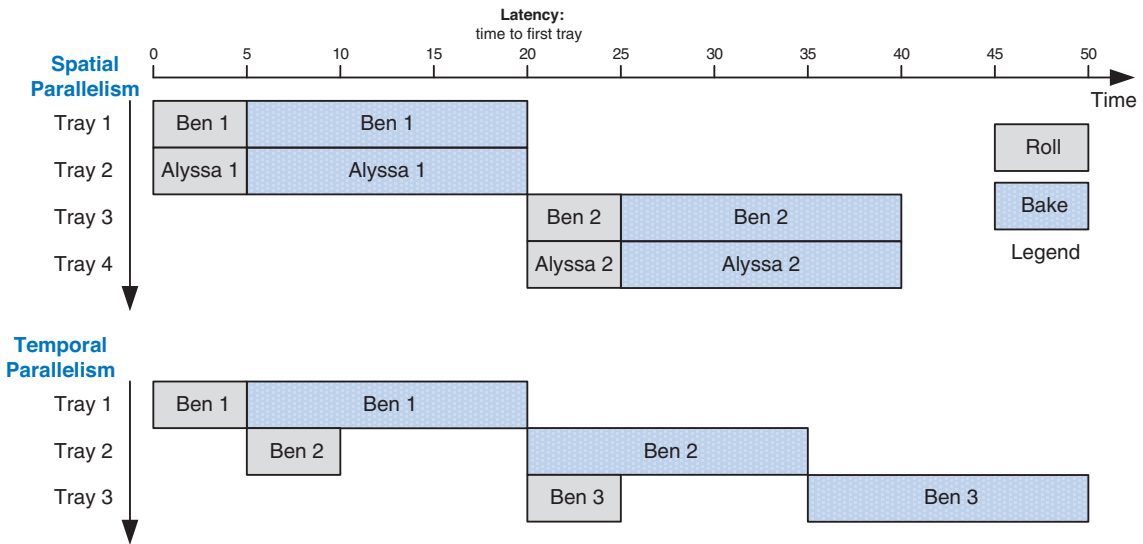 Latency:
time to first tray
0 5 10 15 20 25 30 35 40 45 50
Time
Spatial
Parallelism
Tray 1 Ben 1 Ben 1
Tray 2 Alyssa 1 Alyssa 1
Tray 3 Ben 2 Ben 2
Tray 4 Alyssa 2 Alyssa 2
Roll
Bake
Legend
Temporal
Parallelism
Tray 1 Ben 1 Ben 1
Tray 2 Ben 2 Ben 2
Tray 3 Ben 3 Ben 3